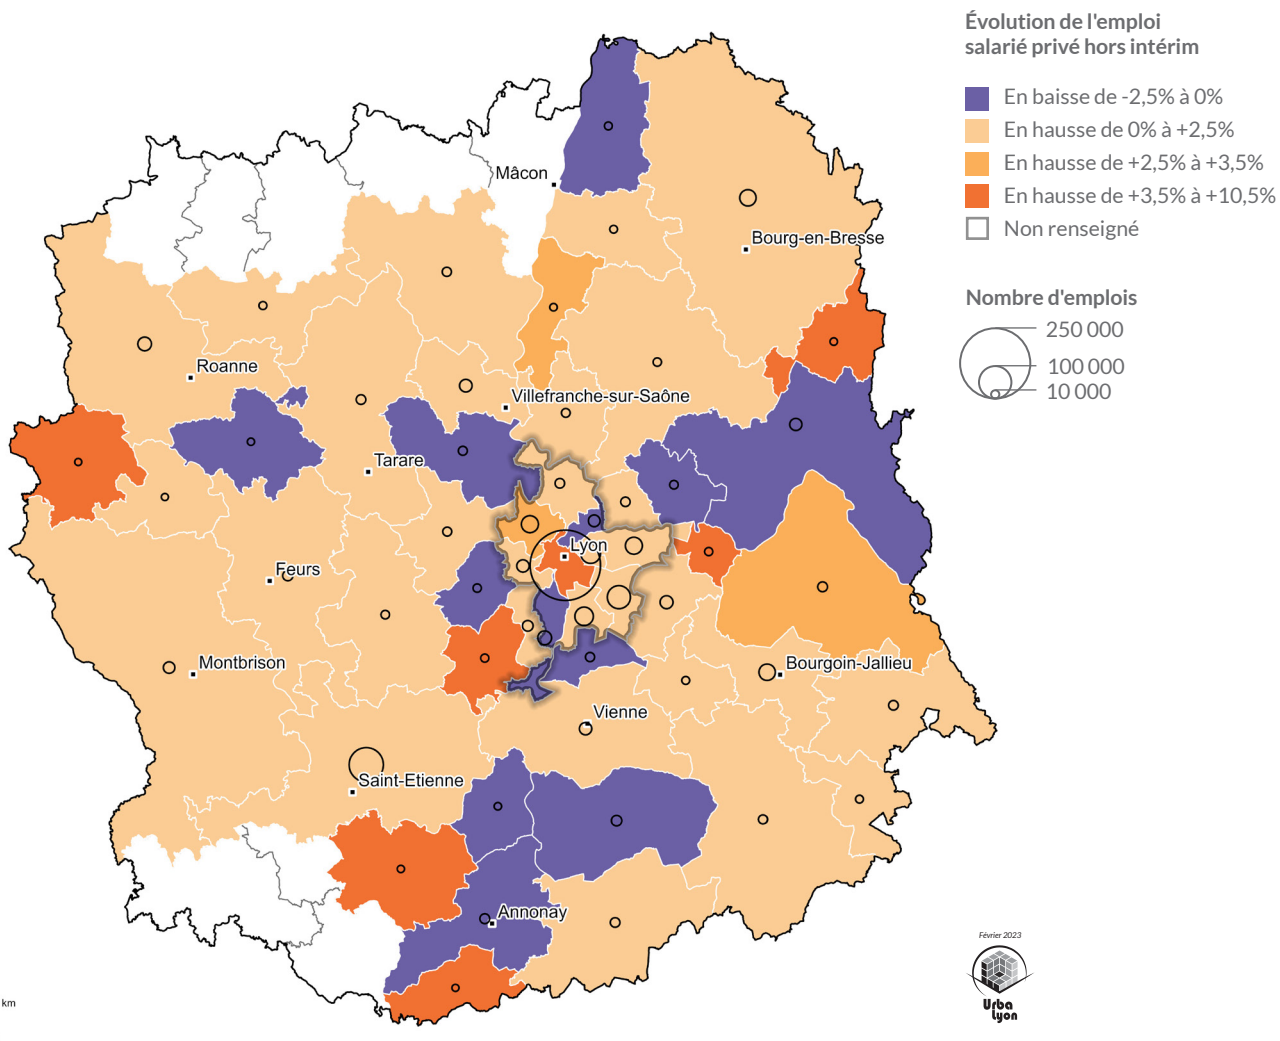 Évolution de l'emploi
salarié privé hors intérim
En baisse de -2,5% à 0%
En hausse de 0% à +2,5%
En hausse de +2,5% à +3,5%
En hausse de +3,5% à +10,5%
Non renseigné
Nombre d'emplois
250 000
100 000
10 000
Mâcon
Bourg-en-Bresse
Roanne
Villefranche-sur-Saône
Tarare
Lyon
Feurs
Montbrison
Bourgoin-Jallieu
Vienne
Saint-Etienne
Annonay
Février 2023
Urba
Lyon
km